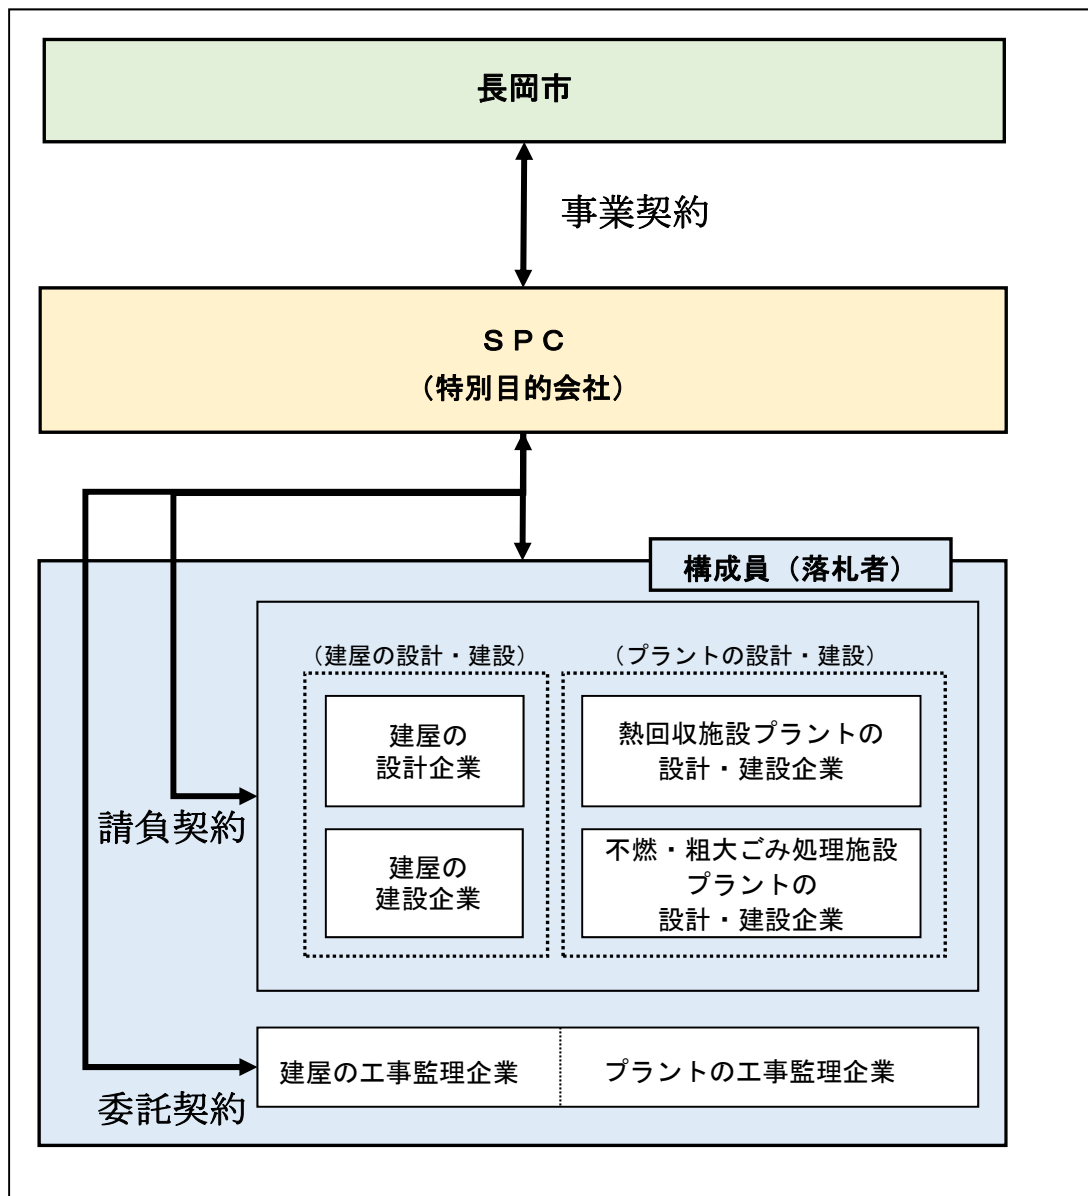 長岡市
事業契約
ＳＰＣ
（特別目的会社）
構成員（落札者）
（建屋の設計・建設）
（プラントの設計・建設）
建屋の
設計企業
熱回収施設プラントの
設計・建設企業
請負契約
建屋の
建設企業
不燃・粗大ごみ処理施設
プラントの
設計・建設企業
建屋の工事監理企業
プラントの工事監理企業
委託契約